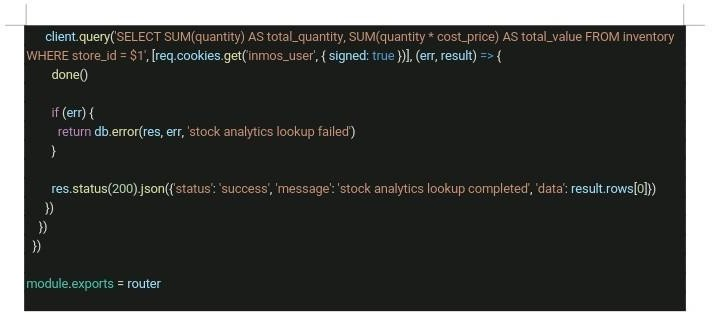 client.query('SELECT SUM(quantity) AS total_quantity, SUM(quantity * cost_price) AS total_value FROM inventory
WHERE store_id = $1', [req.cookies.get('inmos_user', { signed: true })], (err, result) => {
done()
if (err) {
return db.error(res, err, 'stock analytics lookup failed')
}
res.status(200).json({'status': 'success', 'message': 'stock analytics lookup completed', 'data': result.rows[0]})
})
})
})
module.exports = router